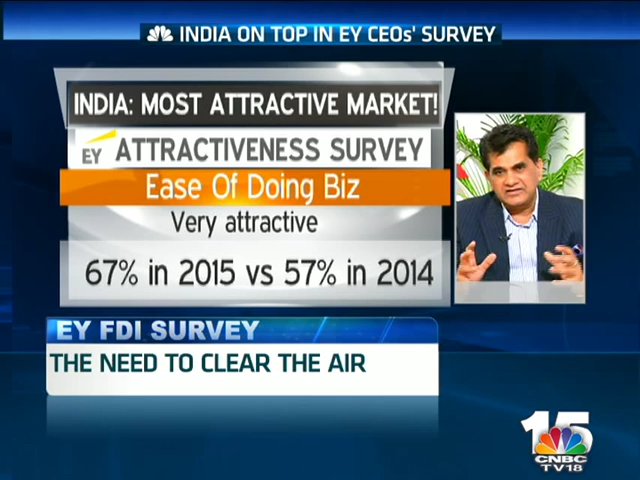 INDIA ON TOP IN EY CEOs' SURVEY
INDIA: MOST ATTRACTIVE MARKET!
EY ATTRACTIVENESS SURVEY
Ease Of Doing Biz
Very attractive
67% in 2015 vs 57% in 2014
EY FDI SURVEY
THE NEED TO CLEAR THE AIR
15
CNBC
TV18